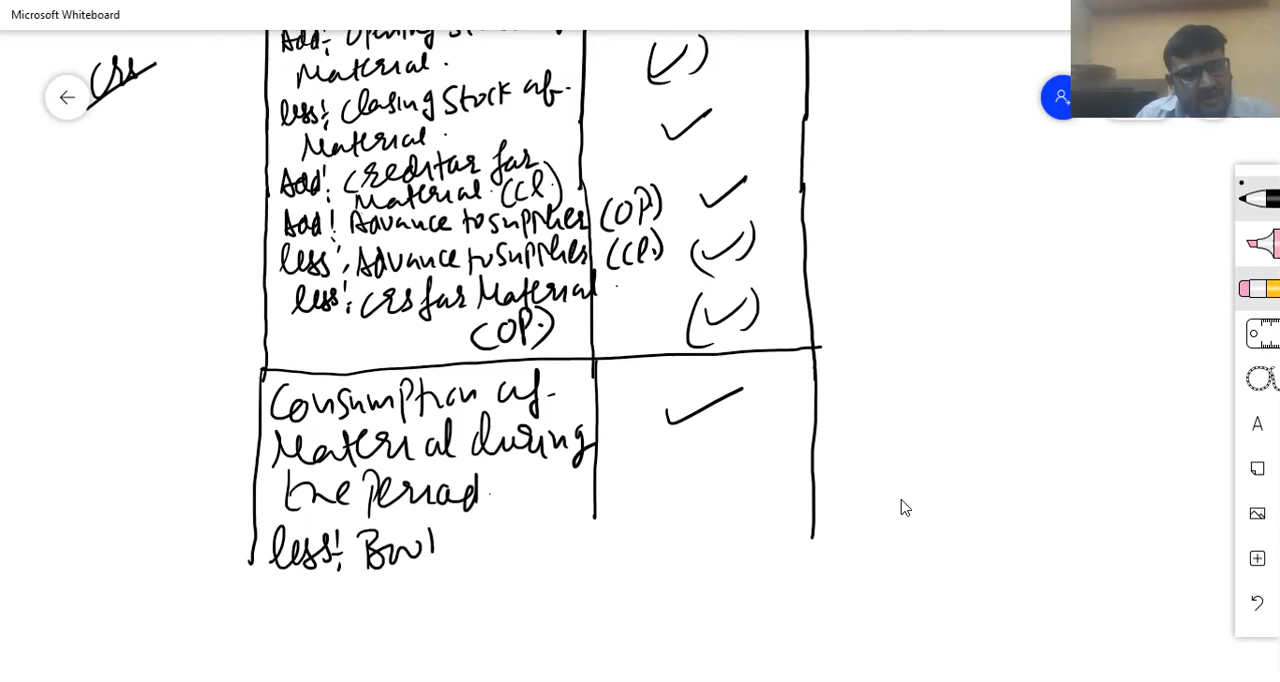 Microsoft Whiteboard
Crs
Add! Opening
Material.
less! Closing Stock of
Material.
Add! Creditor for
Material (Cl)
Add! Advance to Supplier (OP)
less! Advance to Supplier (Cl)
less! Crs for Material
(OP.)
Consumption of
Material during
the Period.
less! Bowl
A